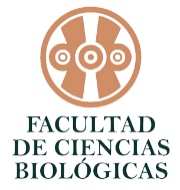 FACULTAD
DE CIENCIAS
BIOLÓGICAS